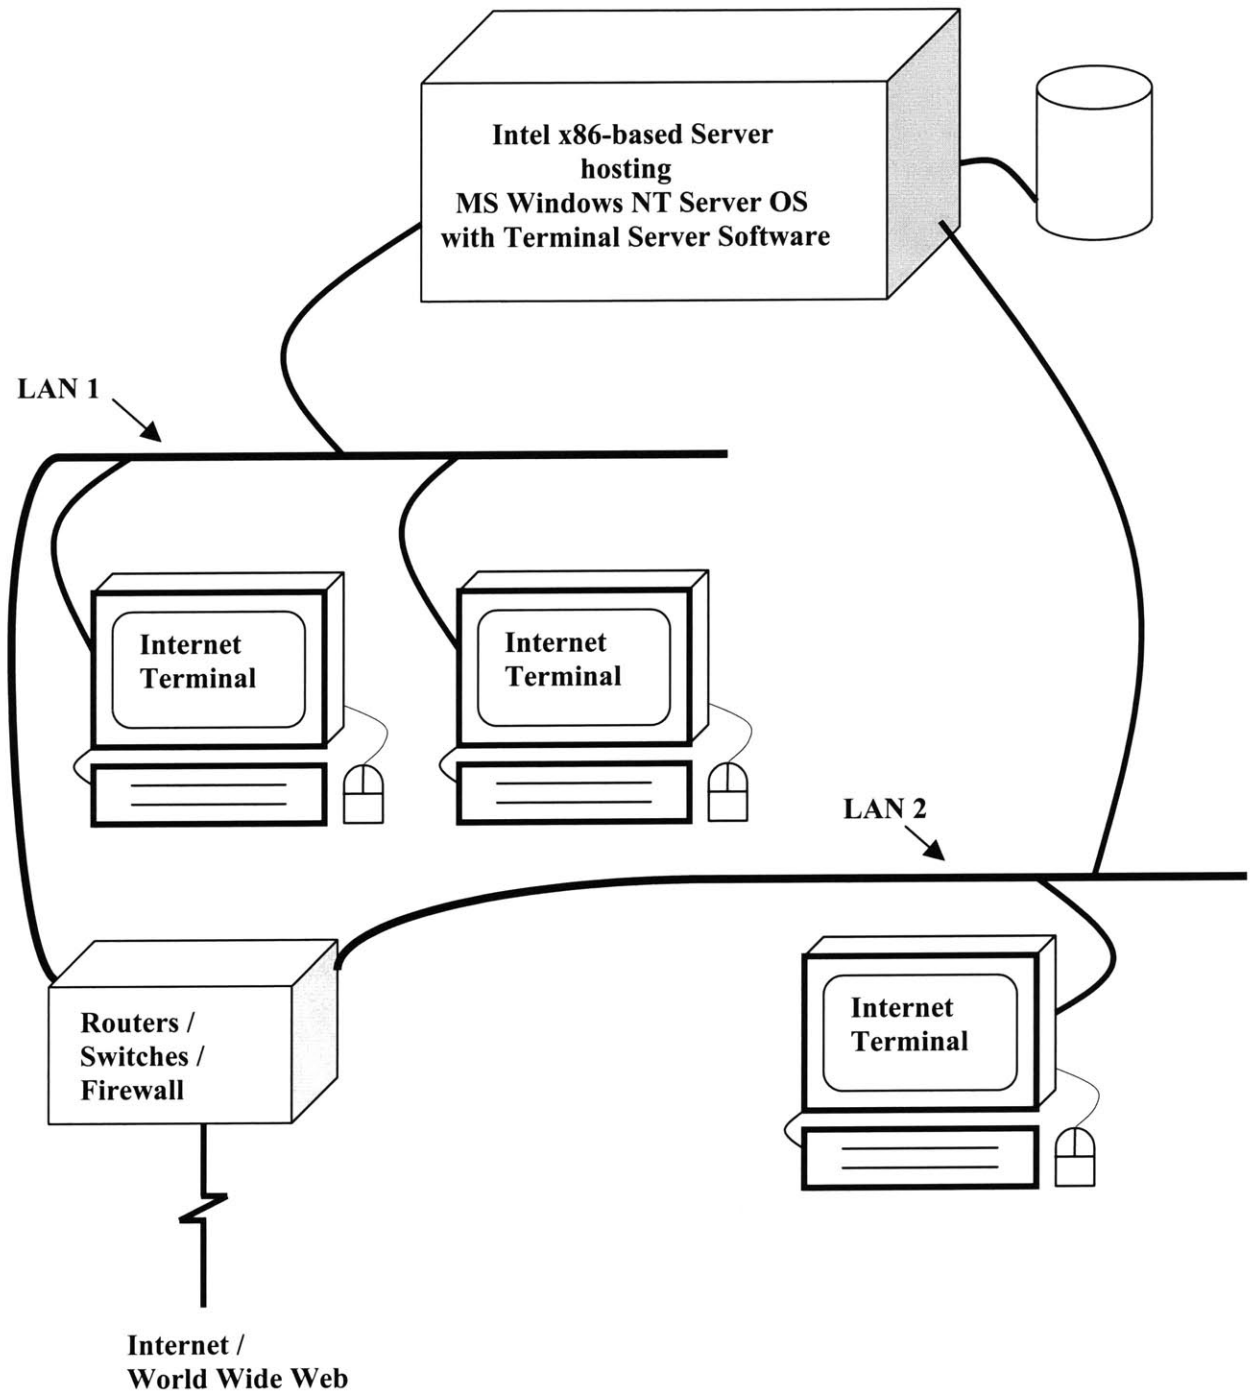 Intel x86-based Server
hosting
MS Windows NT Server OS
with Terminal Server Software
LAN 1
Internet
Terminal
Internet
Terminal
LAN 2
Routers /
Switches /
Firewall
Internet
Terminal
Internet /
World Wide Web